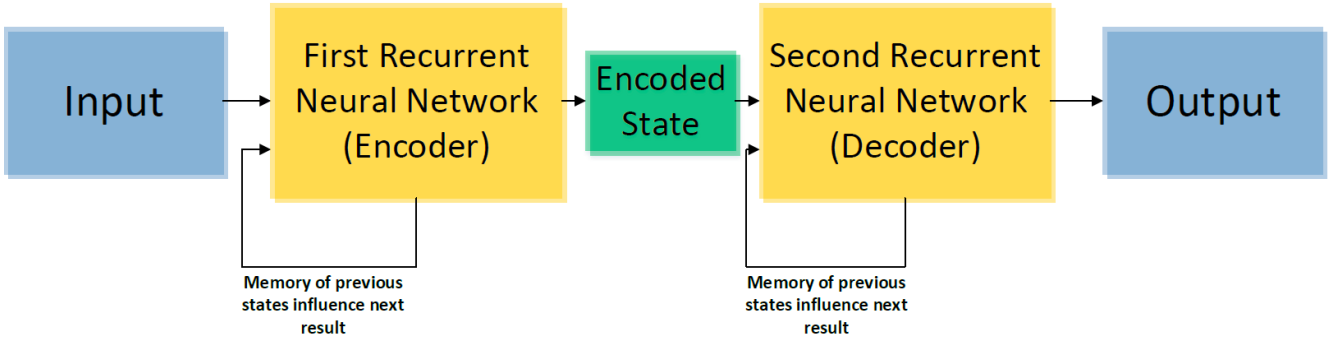 Input
First Recurrent
Neural Network
(Encoder)
Encoded
State
Second Recurrent
Neural Network
(Decoder)
Output
Memory of previous
states influence next
result
Memory of previous
states influence next
result